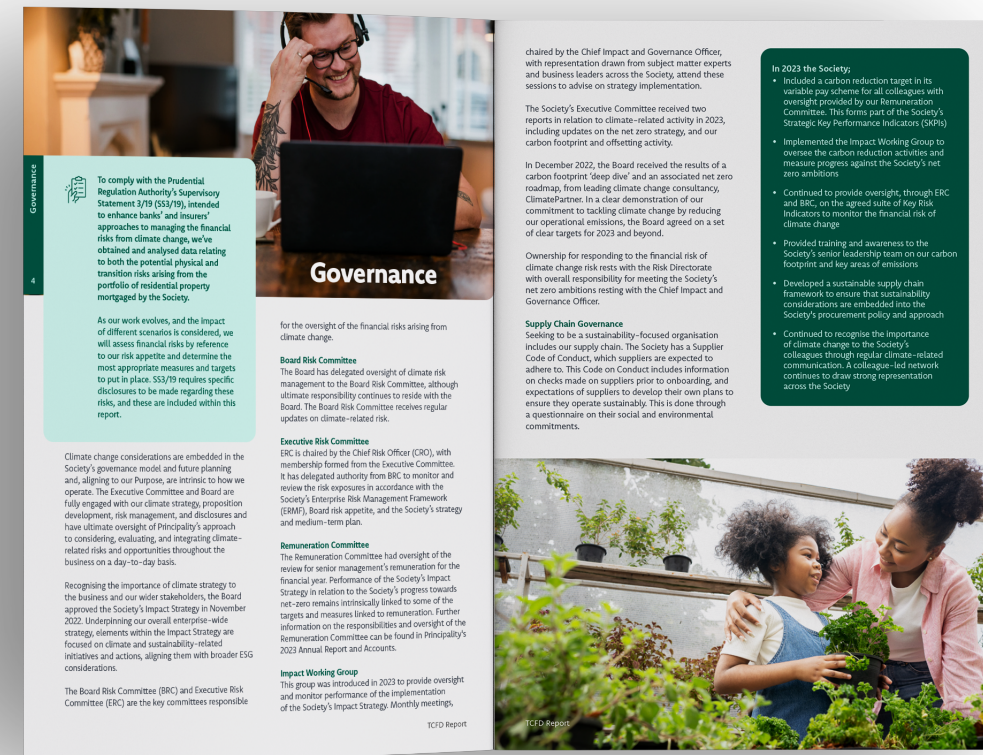 Governance
4
To comply with the Prudential
Regulation Authority's Supervisory
Statement 3/19 (SS3/19), intended
to enhance banks' and insurers'
approaches to managing the financial
risks from climate change, we've
obtained and analysed data relating
to both the potential physical and
transition risks arising from the
portfolio of residential property
mortgaged by the Society.
As our work evolves, and the impact
of different scenarios is considered, we
will assess financial risks by reference
to our risk appetite and determine the
most appropriate measures and targets
to put in place. SS3/19 requires specific
disclosures to be made regarding these
risks, and these are included within this
report.
Climate change considerations are embedded in the
Society's governance model and future planning
and, aligning to our Purpose, are intrinsic to how we
operate. The Executive Committee and Board are
fully engaged with our climate strategy, proposition
development, risk management, and disclosures and
have ultimate oversight of Principality's approach
to considering, evaluating, and integrating climate-
related risks and opportunities throughout the
business on a day-to-day basis.
Recognising the importance of climate strategy to
the business and our wider stakeholders, the Board
approved the Society's Impact Strategy in November
2022. Underpinning our overall enterprise-wide
strategy, elements within the Impact Strategy are
focused on climate and sustainability-related
initiatives and actions, aligning them with broader ESG
considerations.
The Board Risk Committee (BRC) and Executive Risk
Committee (ERC) are the key committees responsible
Governance
for the oversight of the financial risks arising from
climate change.
Board Risk Committee
The Board has delegated oversight of climate risk
management to the Board Risk Committee, although
ultimate responsibility continues to reside with the
Board. The Board Risk Committee receives regular
updates on climate-related risk.
Executive Risk Committee
ERC is chaired by the Chief Risk Officer (CRO), with
membership formed from the Executive Committee.
It has delegated authority from BRC to monitor and
review the risk exposures in accordance with the
Society's Enterprise Risk Management Framework
(ERMF), Board risk appetite, and the Society's strategy
and medium-term plan.
Remuneration Committee
The Remuneration Committee had oversight of the
review for senior management's remuneration for the
financial year. Performance of the Society's Impact
Strategy in relation to the Society's progress towards
net-zero remains intrinsically linked to some of the
targets and measures linked to remuneration. Further
information on the responsibilities and oversight of the
Remuneration Committee can be found in Principality's
2023 Annual Report and Accounts.
Impact Working Group
This group was introduced in 2023 to provide oversight
and monitor performance of the implementation
of the Society's Impact Strategy. Monthly meetings,
TCFD Report
chaired by the Chief Impact and Governance Officer,
with representation drawn from subject matter experts
and business leaders across the Society, attend these
sessions to advise on strategy implementation.
The Society's Executive Committee received two
reports in relation to climate-related activity in 2023,
including updates on the net zero strategy, and our
carbon footprint and offsetting activity.
In December 2022, the Board received the results of a
carbon footprint 'deep dive' and an associated net zero
roadmap, from leading climate change consultancy,
ClimatePartner. In a clear demonstration of our
commitment to tackling climate change by reducing
our operational emissions, the Board agreed on a set
of clear targets for 2023 and beyond.
Ownership for responding to the financial risk of
climate change risk rests with the Risk Directorate
with overall responsibility for meeting the Society's
net zero ambitions resting with the Chief Impact and
Governance Officer.
Supply Chain Governance
Seeking to be a sustainability-focused organisation
includes our supply chain. The Society has a Supplier
Code of Conduct, which suppliers are expected to
adhere to. This Code of Conduct includes information
on checks made on suppliers prior to onboarding, and
expectations of suppliers to develop their own plans to
ensure they operate sustainably. This is done through
a questionnaire on their social and environmental
commitments.
In 2023 the Society;
• Included a carbon reduction target in its
variable pay scheme for all colleagues with
oversight provided by our Remuneration
Committee. This forms part of the Society's
Strategic Key Performance Indicators (SKPIs)
• Implemented the Impact Working Group to
oversee the carbon reduction activities and
measure progress against the Society's net
zero ambitions
• Continued to provide oversight, through ERC
and BRC, on the agreed suite of Key Risk
Indicators to monitor the financial risk of
climate change
• Provided training and awareness to the
Society's senior leadership team on our carbon
footprint and key areas of emissions
• Developed a sustainable supply chain
framework to ensure that sustainability
considerations are embedded into the
Society's procurement policy and approach
• Continued to recognise the importance
of climate change to the Society's
colleagues through regular climate-related
communication. A colleague-led network
continues to draw strong representation
across the Society
TCFD Report